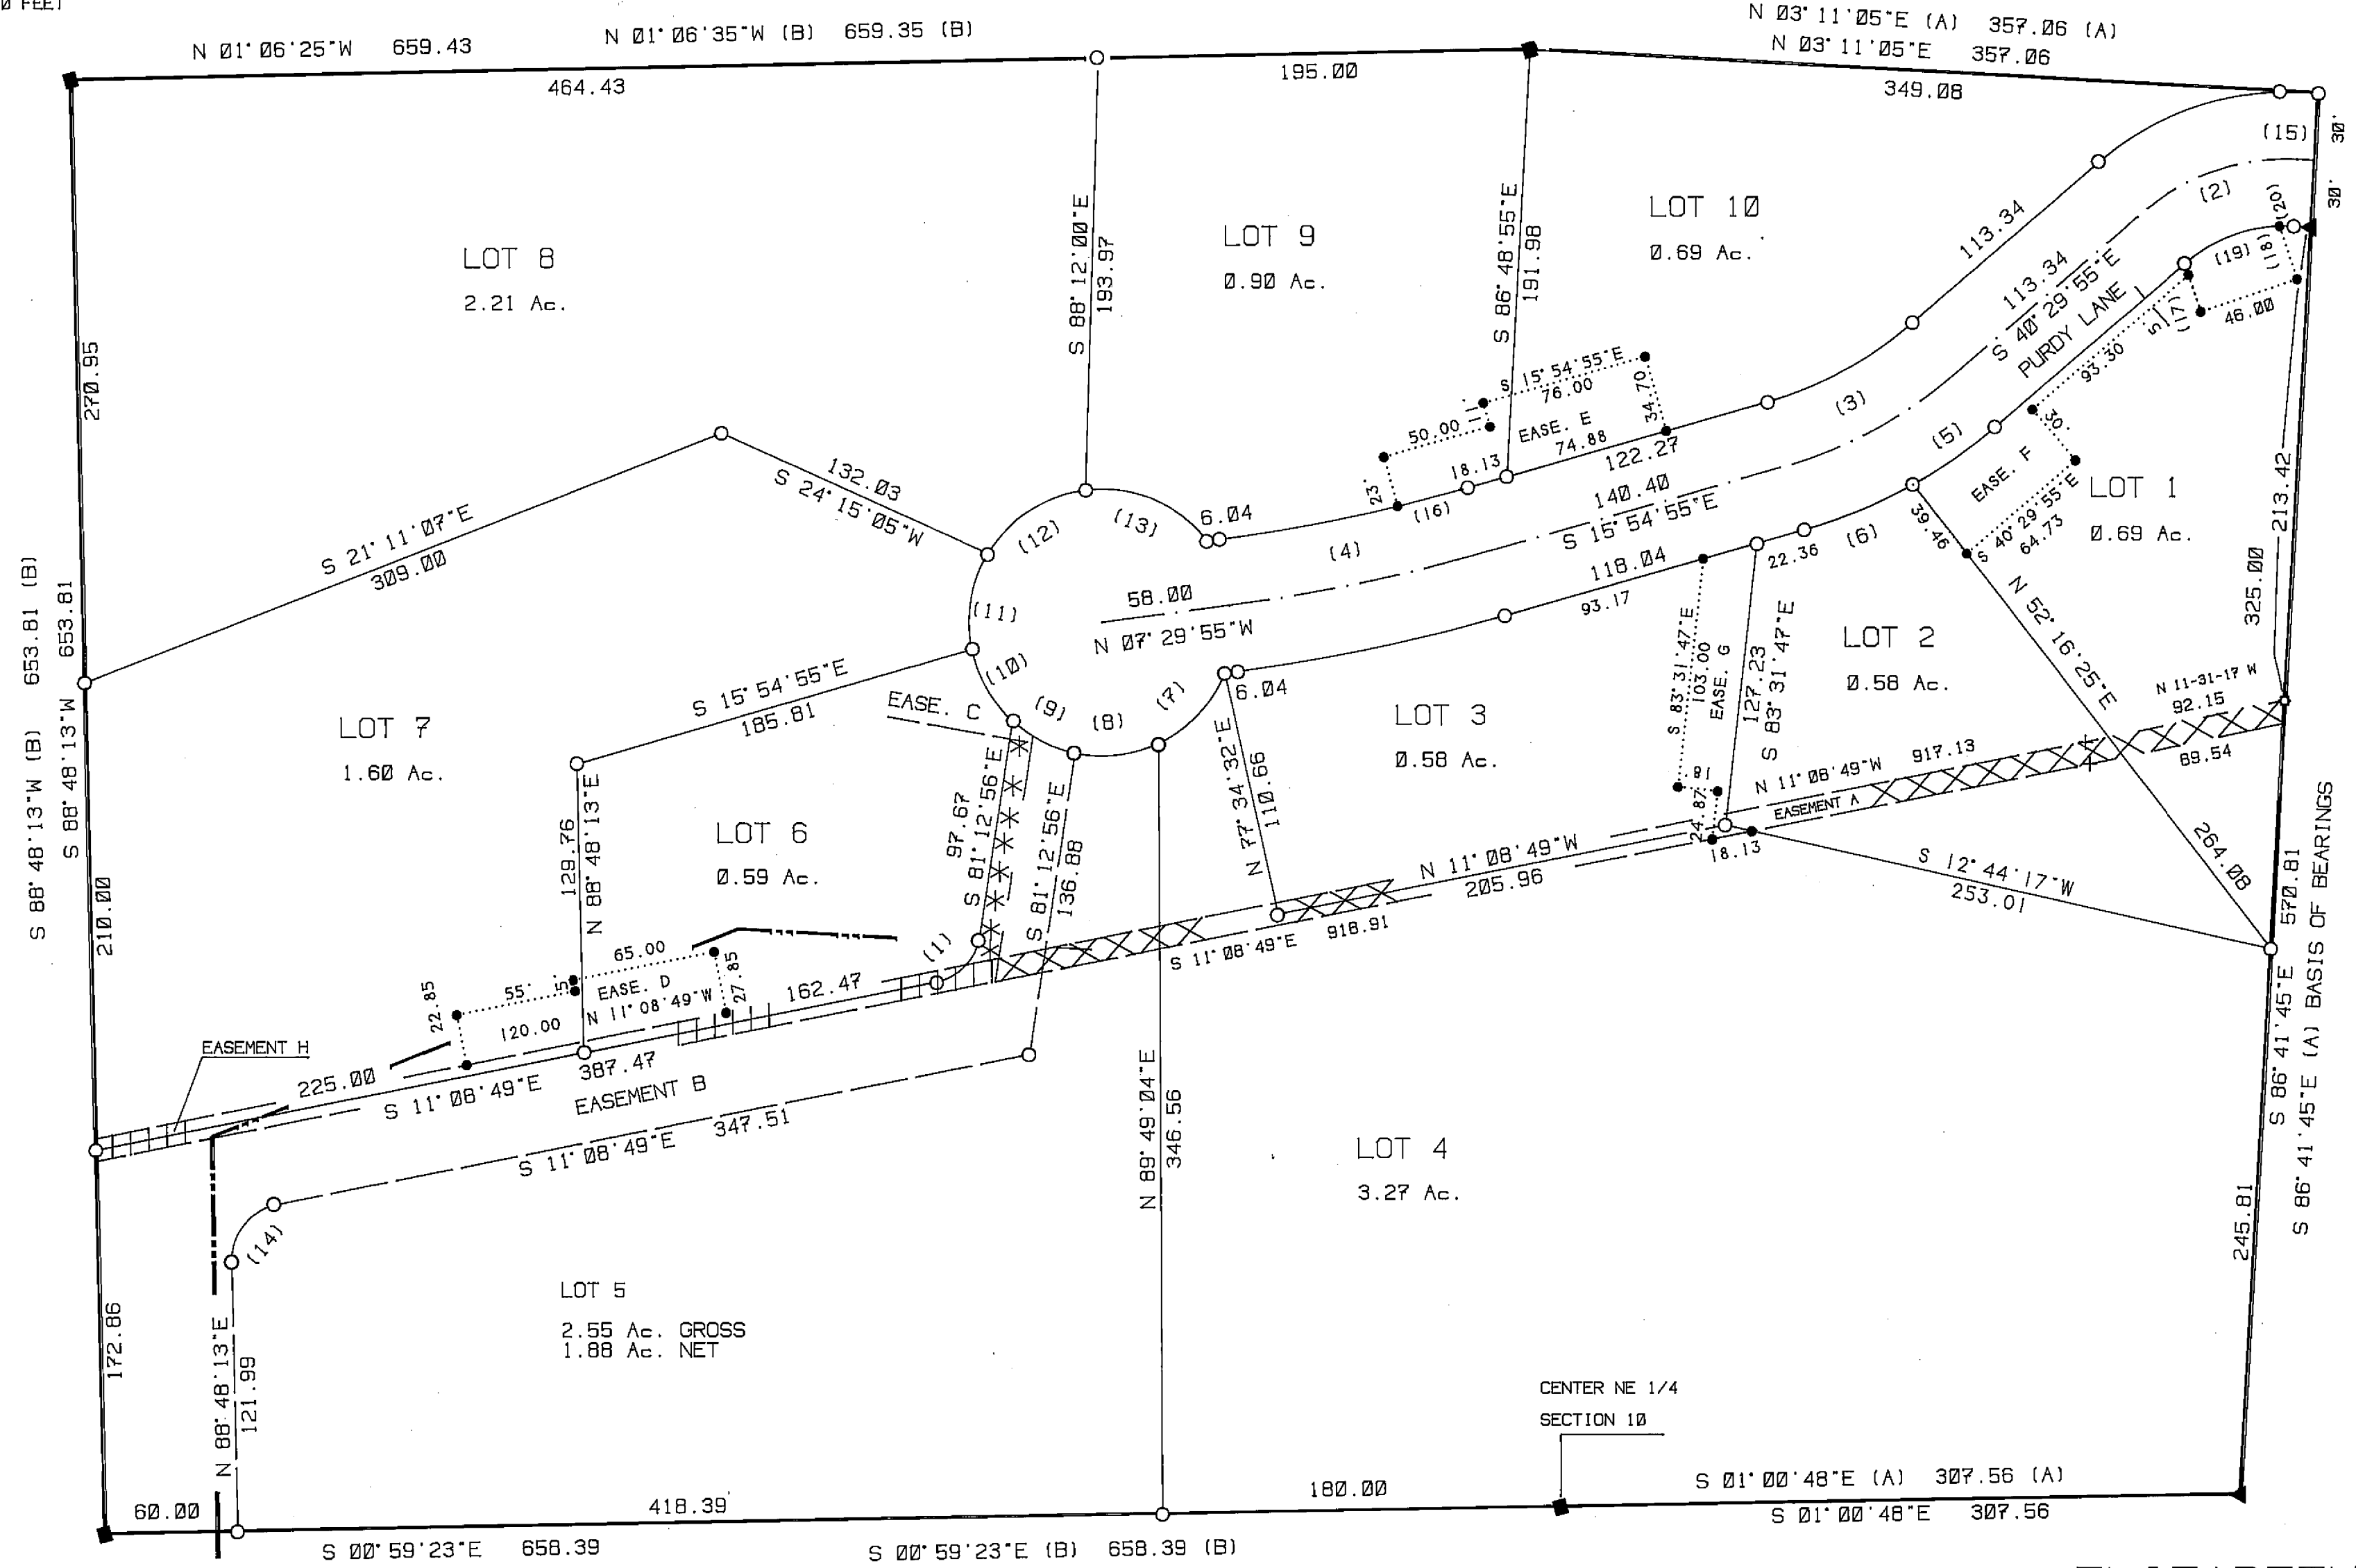 0 FEET
N 01°06'25"W 659.43
N 01°06'35"W (B) 659.35 (B)
N 03°11'05"E (A) 357.06 (A)
N 03°11'05"E 357.06
464.43
195.00
349.08
(15)
30'
30'
(2)
(20)
(18)
(19)
(17)
5'
46.00
LOT 8
2.21 Ac.
S 88°12'00"E
193.97
LOT 9
0.90 Ac.
S 86°48'55"E
191.98
LOT 10
0.69 Ac.
113.34
113.34
S 40°29'55"E
PURDY LANE
93.30
270.95
S 15°54'55"E
76.00
34.70
11'
50.00
EASE. E
74.88
122.27
18.13
23'
(16)
(3)
(5)
30'
EASE. F
S 40°29'55"E
64.73
39.46
LOT 1
0.69 Ac.
213.42
325.00
132.03
S 24°15'05"W
(12)
(13)
6.04
(4)
140.40
S 15°54'55"E
(6)
22.36
118.04
93.17
S 21°11'07"E
309.00
(11)
58.00
N 07°29'55"W
(10)
(9)
(8)
(7)
6.04
S 88°48'13"W (B) 653.81 (B)
S 88°48'13"W 653.81
LOT 7
1.60 Ac.
S 15°54'55"E
185.81
EASE. C
LOT 3
0.58 Ac.
S 83°31'47"E
103.00
EASE. G
127.23
S 83°31'47"E
LOT 2
0.58 Ac.
N 52°16'25"E
264.08
N 11-31-17 W
92.15
89.54
N 11°08'49"W 917.13
EASEMENT A
18'
24.87
18.13
N 77°34'32"E
110.66
LOT 6
0.59 Ac.
129.76
N 88°48'13"E
97.67
S 81°12'56"E
S 81°12'56"E
136.88
N 11°08'49"W
205.96
S 12°44'17"W
253.01
S 11°08'49"E 918.91
210.00
(1)
65.00
55'
5'
22.85
EASE. D
27.85
120.00
N 11°08'49"W
162.47
EASEMENT H
225.00
S 11°08'49"E
387.47
EASEMENT B
S 11°08'49"E 347.51
(14)
N 89°49'04"E
346.56
LOT 4
3.27 Ac.
570.81
S 86°41'45"E
S 86°41'45"E (A) BASIS OF BEARINGS
245.81
LOT 5
2.55 Ac. GROSS
1.88 Ac. NET
172.86
N 88°48'13"E
121.99
CENTER NE 1/4
SECTION 10
60.00
418.39
180.00
S 01°00'48"E (A) 307.56 (A)
S 01°00'48"E 307.56
S 00°59'23"E 658.39
S 00°59'23"E (B) 658.39 (B)